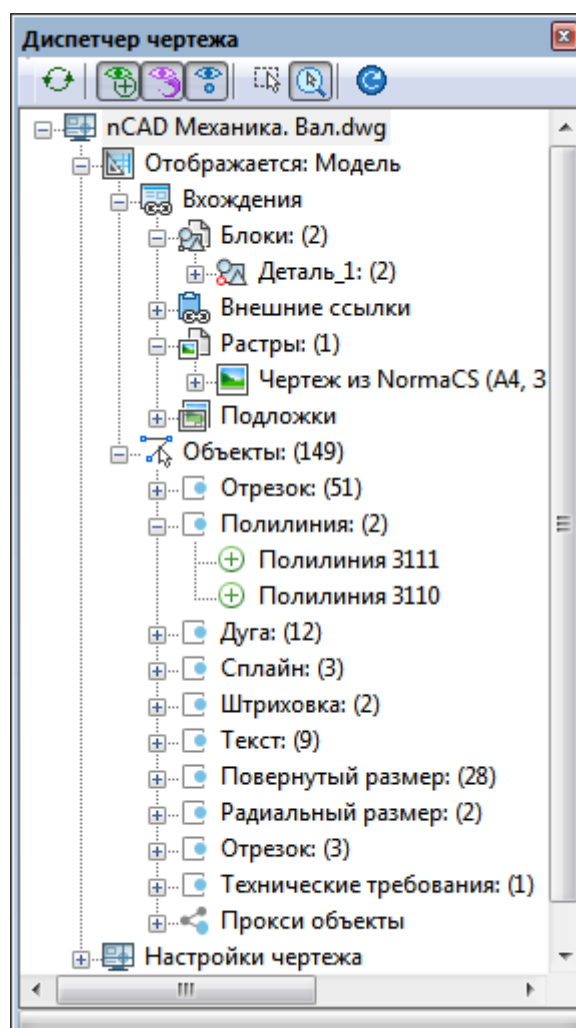 Диспетчер чертежа
nCAD Механика. Вал.dwg
Отображается: Модель
Вхождения
Блоки: (2)
Деталь_1: (2)
Внешние ссылки
Растры: (1)
Чертеж из NormaCS (A4, 3
Подложки
Объекты: (149)
Отрезок: (51)
Полилиния: (2)
Полилиния 3111
Полилиния 3110
Дуга: (12)
Сплайн: (3)
Штриховка: (2)
Текст: (9)
Повернутый размер: (28)
Радиальный размер: (2)
Отрезок: (3)
Технические требования: (1)
Прокси объекты
Настройки чертежа